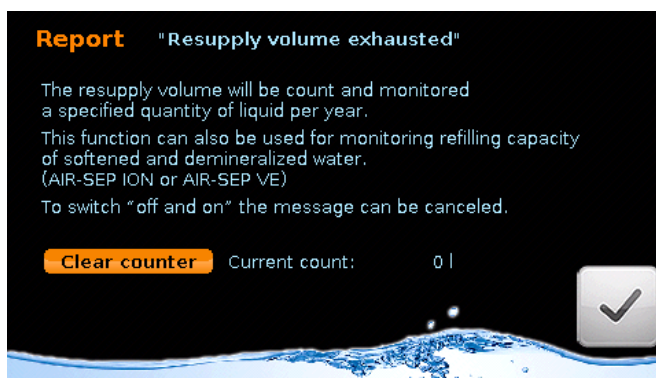 Report "Resupply volume exhausted"
The resupply volume will be count and monitored
a specified quantity of liquid per year.
This function can also be used for monitoring refilling capacity
of softened and demineralized water.
(AIR-SEP ION or AIR-SEP VE)
To switch “off and on” the message can be canceled.
Clear counter Current count: 0 l